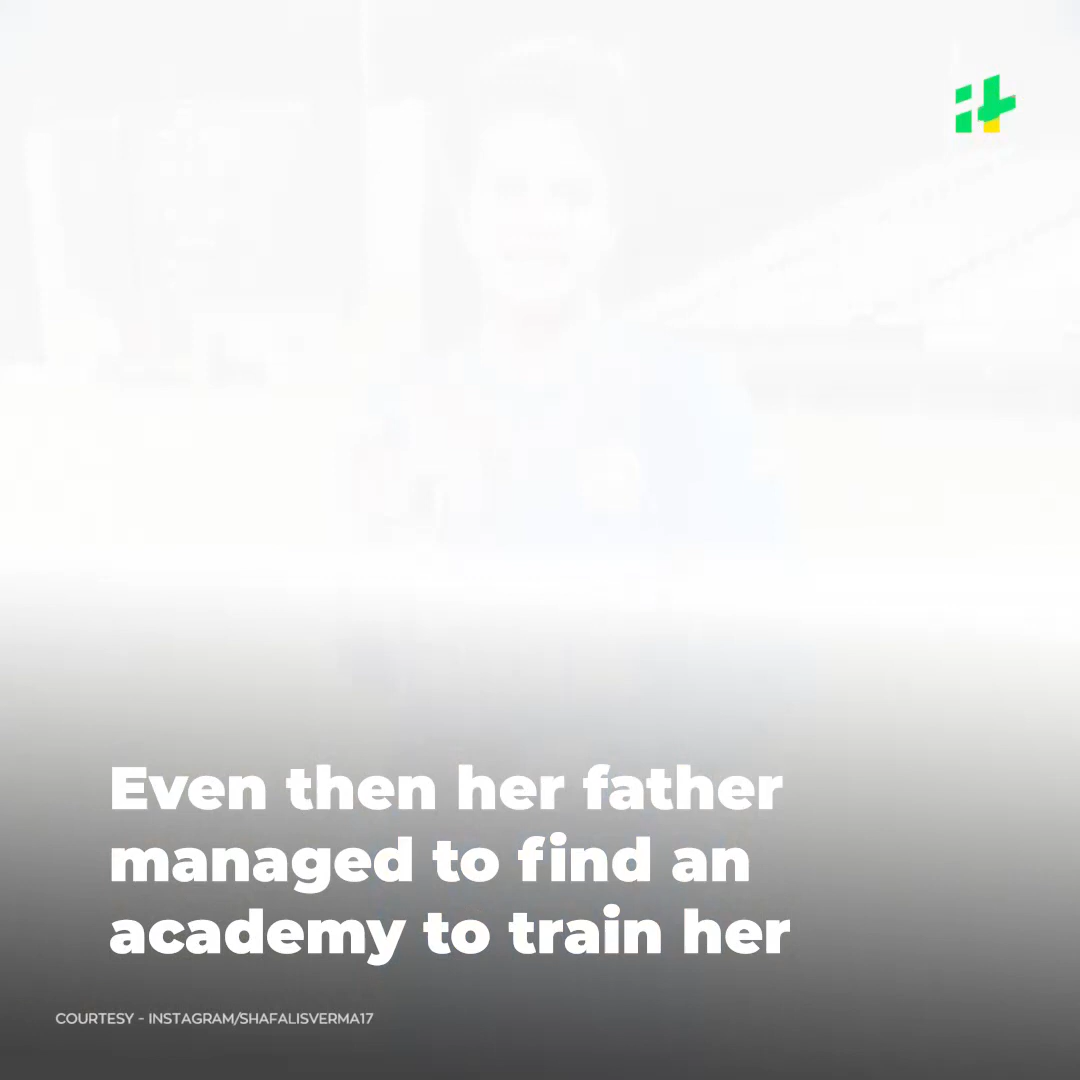 Even then her father
managed to find an
academy to train her
COURTESY - INSTAGRAM/SHAFALISVERMA17